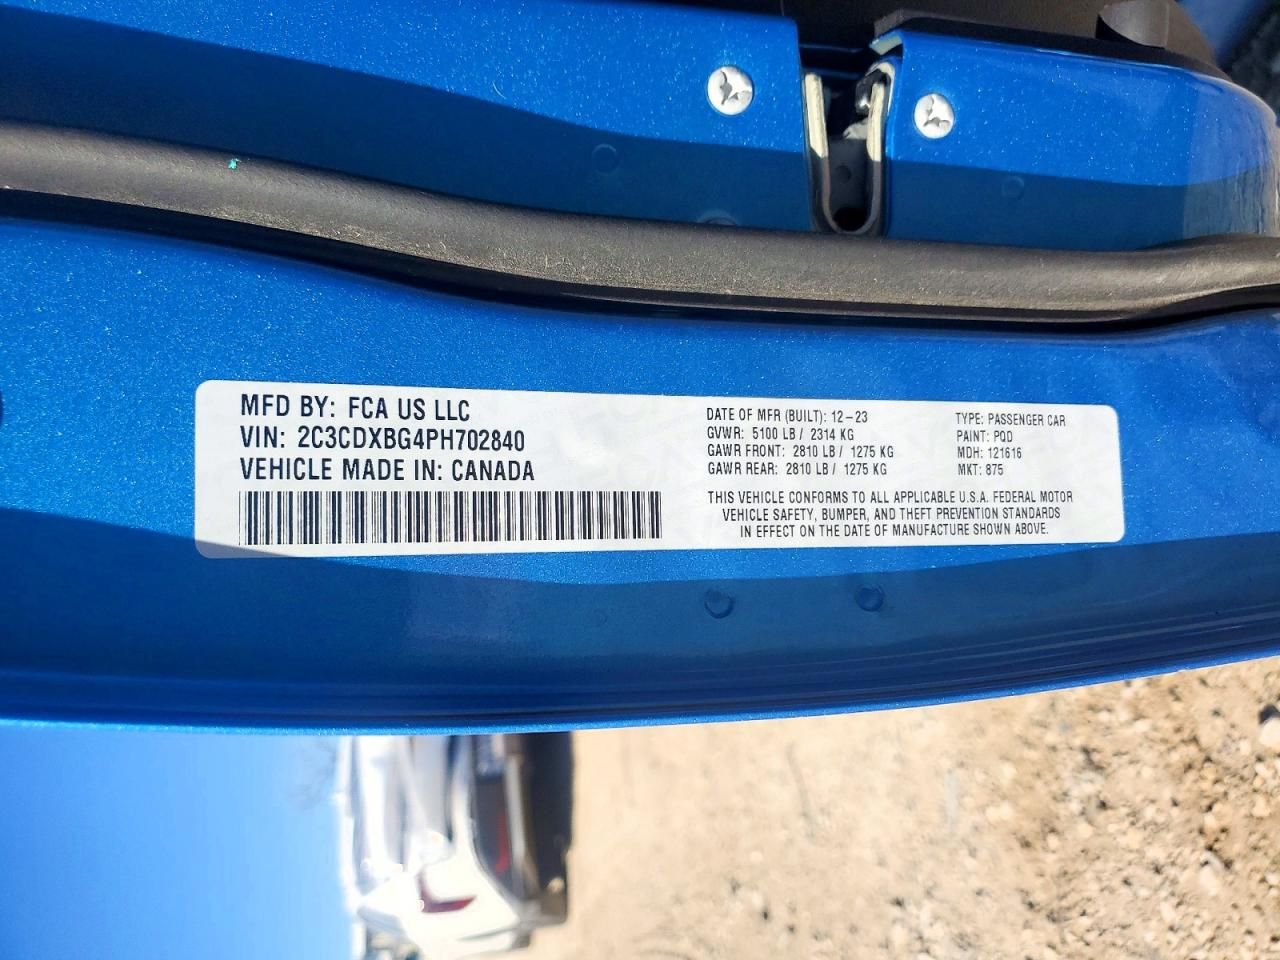 MFD BY: FCA US LLC
VIN: 2C3CDXBG4PH702840
VEHICLE MADE IN: CANADA
DATE OF MFR (BUILT): 12-23
GVWR: 5100 LB / 2314 KG
GAWR FRONT: 2810 LB / 1275 KG
GAWR REAR: 2810 LB / 1275 KG
TYPE: PASSENGER CAR
PAINT: PQD
MDH: 121616
MKT: 875
THIS VEHICLE CONFORMS TO ALL APPLICABLE U.S.A. FEDERAL MOTOR
VEHICLE SAFETY, BUMPER, AND THEFT PREVENTION STANDARDS
IN EFFECT ON THE DATE OF MANUFACTURE SHOWN ABOVE.